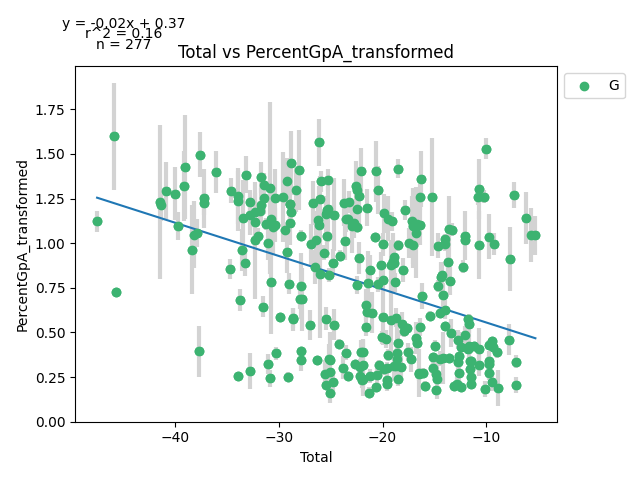 y = -0.02x + 0.37
r^2 = 0.16
n = 277
Total vs PercentGpA_transformed
G
PercentGpA_transformed
1.75
1.50
1.25
1.00
0.75
0.50
0.25
0.00
−40
−30
−20
−10
Total